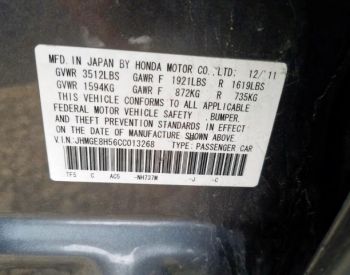 MFD. IN JAPAN BY HONDA MOTOR CO.,LTD. 12/'11
GVWR 3512LBS GAWR F 1921LBS R 1619LBS
GVWR 1594KG GAWR F 872KG R 735KG
THIS VEHICLE CONFORMS TO ALL APPLICABLE
FEDERAL MOTOR VEHICLE SAFETY ,BUMPER,
AND THEFT PREVENTION STANDARDS IN EFFECT
ON THE DATE OF MANUFACTURE SHOWN ABOVE.
V.I.N:JHMGE8H56CC013268 TYPE: PASSENGER CAR
TF5 C AC5 -NH737M -J -C